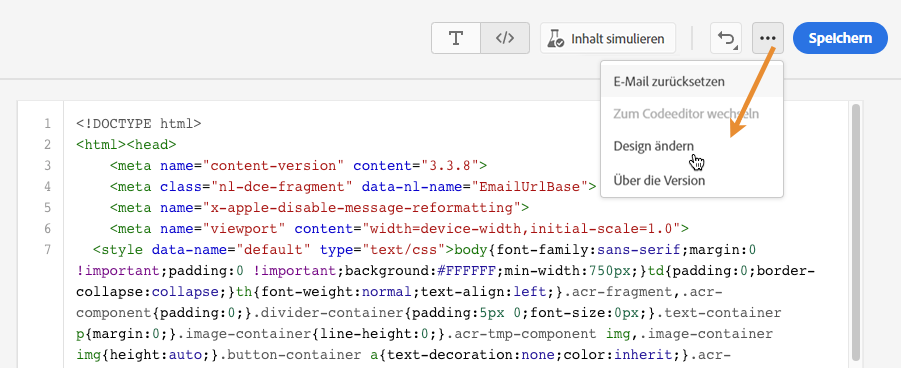 T </> Inhalt simulieren ••• Speichern
E-Mail zurücksetzen
Zum Codeeditor wechseln
Design ändern
Über die Version
1 <!DOCTYPE html>
2 <html><head>
3 <meta name="content-version" content="3.3.8">
4 <meta class="nl-dce-fragment" data-nl-name="EmailUrlBase">
5 <meta name="x-apple-disable-message-reformatting">
6 <meta name="viewport" content="width=device-width,initial-scale=1.0">
7 <style data-name="default" type="text/css">body{font-family:sans-serif;margin:0
!important;padding:0 !important;background:#FFFFFF;min-width:750px;}td{padding:0;border-
collapse:collapse;}th{font-weight:normal;text-align:left;}.acr-fragment,.acr-
component{padding:0;}.divider-container{padding:5px 0;font-size:0px;}.text-container
p{margin:0;}.image-container{line-height:0;}.acr-tmp-component img,.image-container
img{height:auto;}.button-container a{text-decoration:none;color:inherit;}.acr-